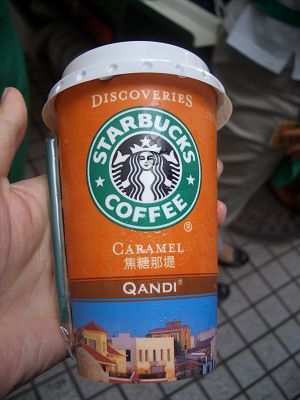 DISCOVERIES
STARBUCKS
COFFEE
®
CARAMEL
焦糖那堤
QANDI®